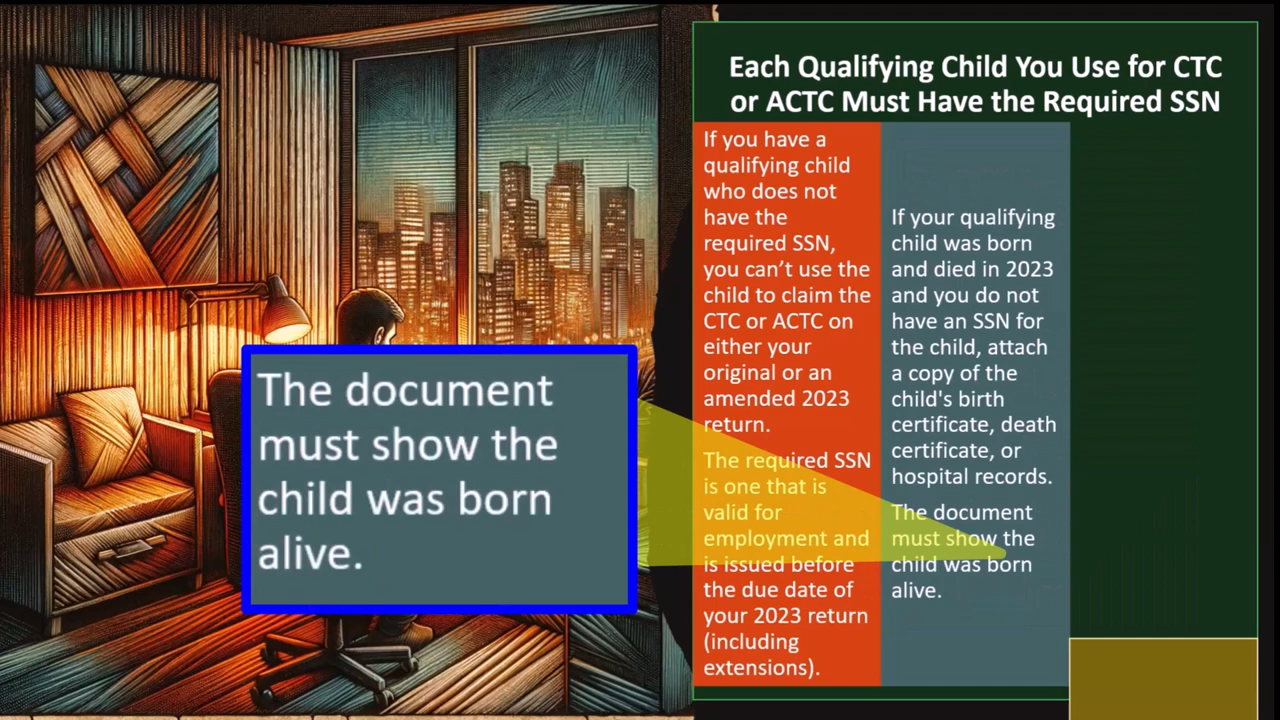 Each Qualifying Child You Use for CTC
or ACTC Must Have the Required SSN
If you have a
qualifying child
who does not
have the
required SSN,
you can’t use the
child to claim the
CTC or ACTC on
either your
original or an
amended 2023
return.
The required SSN
is one that is
valid for
employment and
is issued before
the due date of
your 2023 return
(including
extensions).
If your qualifying
child was born
and died in 2023
and you do not
have an SSN for
the child, attach
a copy of the
child's birth
certificate, death
certificate, or
hospital records.
The document
must show the
child was born
alive.
The document
must show the
child was born
alive.